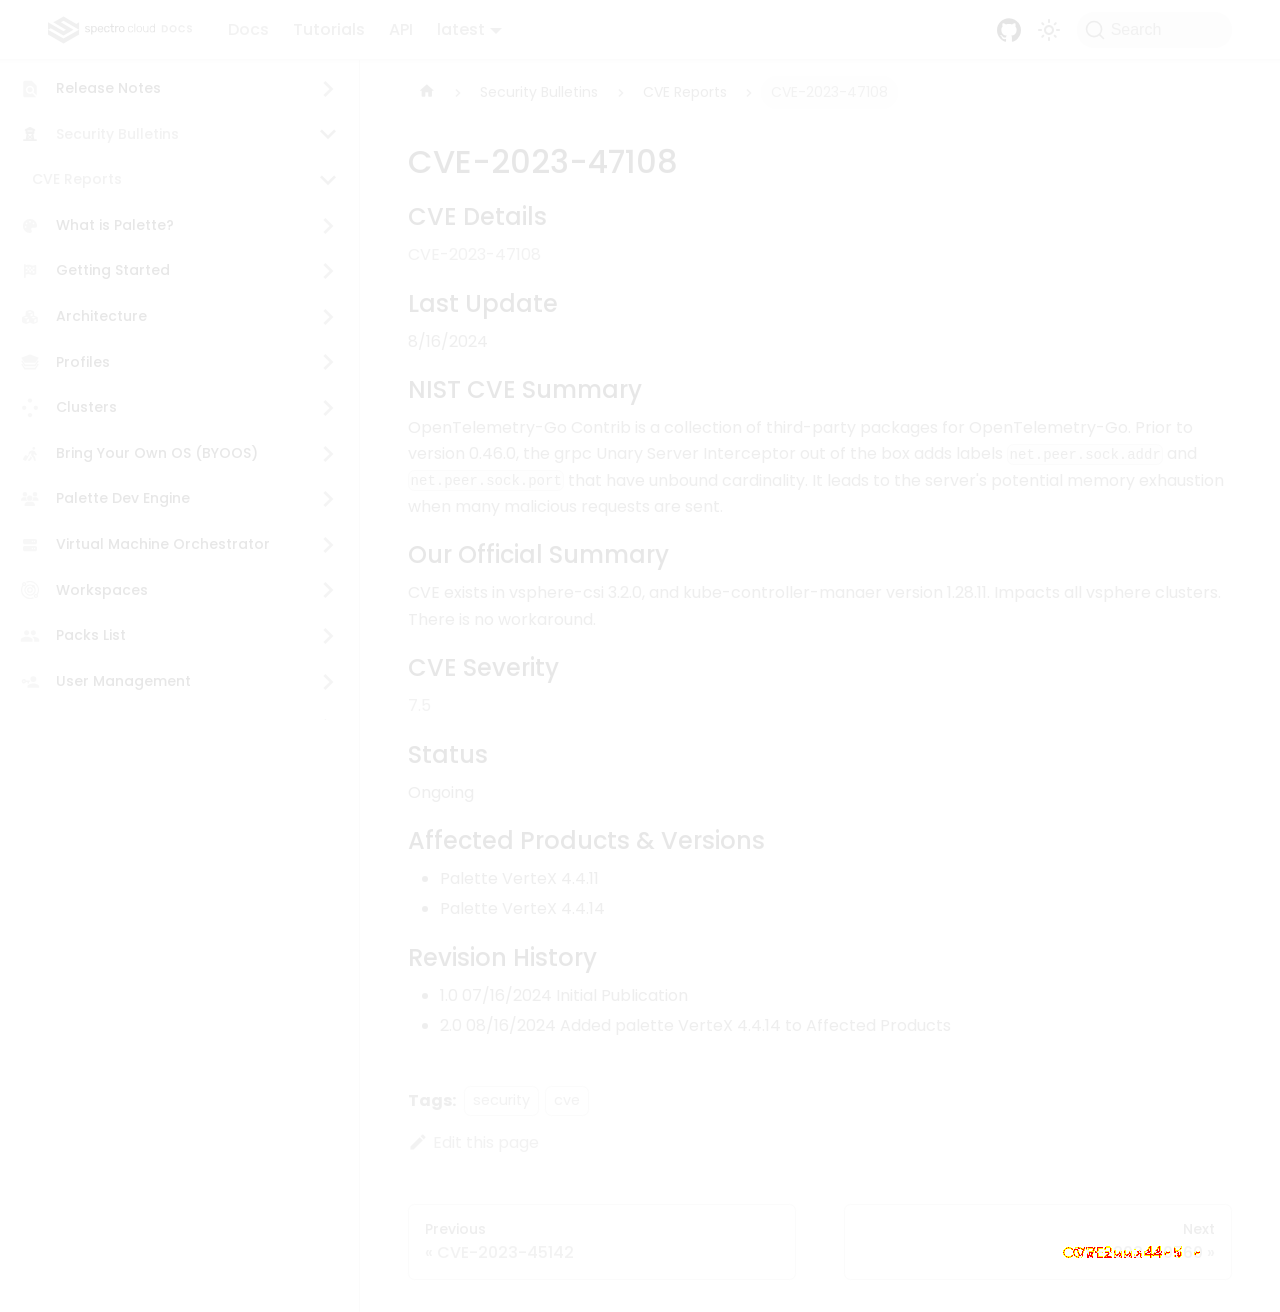 spectro cloud DOCS Docs Tutorials API latest Search
Release Notes
Security Bulletins
CVE Reports
What is Palette?
Getting Started
Architecture
Profiles
Clusters
Bring Your Own OS (BYOOS)
Palette Dev Engine
Virtual Machine Orchestrator
Workspaces
Packs List
User Management
Security Bulletins > CVE Reports > CVE-2023-47108
CVE-2023-47108
CVE Details
CVE-2023-47108
Last Update
8/16/2024
NIST CVE Summary
OpenTelemetry-Go Contrib is a collection of third-party packages for OpenTelemetry-Go. Prior to
version 0.46.0, the grpc Unary Server Interceptor out of the box adds labels net.peer.sock.addr and
net.peer.sock.port that have unbound cardinality. It leads to the server's potential memory exhaustion
when many malicious requests are sent.
Our Official Summary
CVE exists in vsphere-csi 3.2.0, and kube-controller-manaer version 1.28.11. Impacts all vsphere clusters.
There is no workaround.
CVE Severity
7.5
Status
Ongoing
Affected Products & Versions
• Palette VerteX 4.4.11
• Palette VerteX 4.4.14
Revision History
• 1.0 07/16/2024 Initial Publication
• 2.0 08/16/2024 Added palette VerteX 4.4.14 to Affected Products
Tags: security cve
Edit this page
Previous
« CVE-2023-45142
Next
»